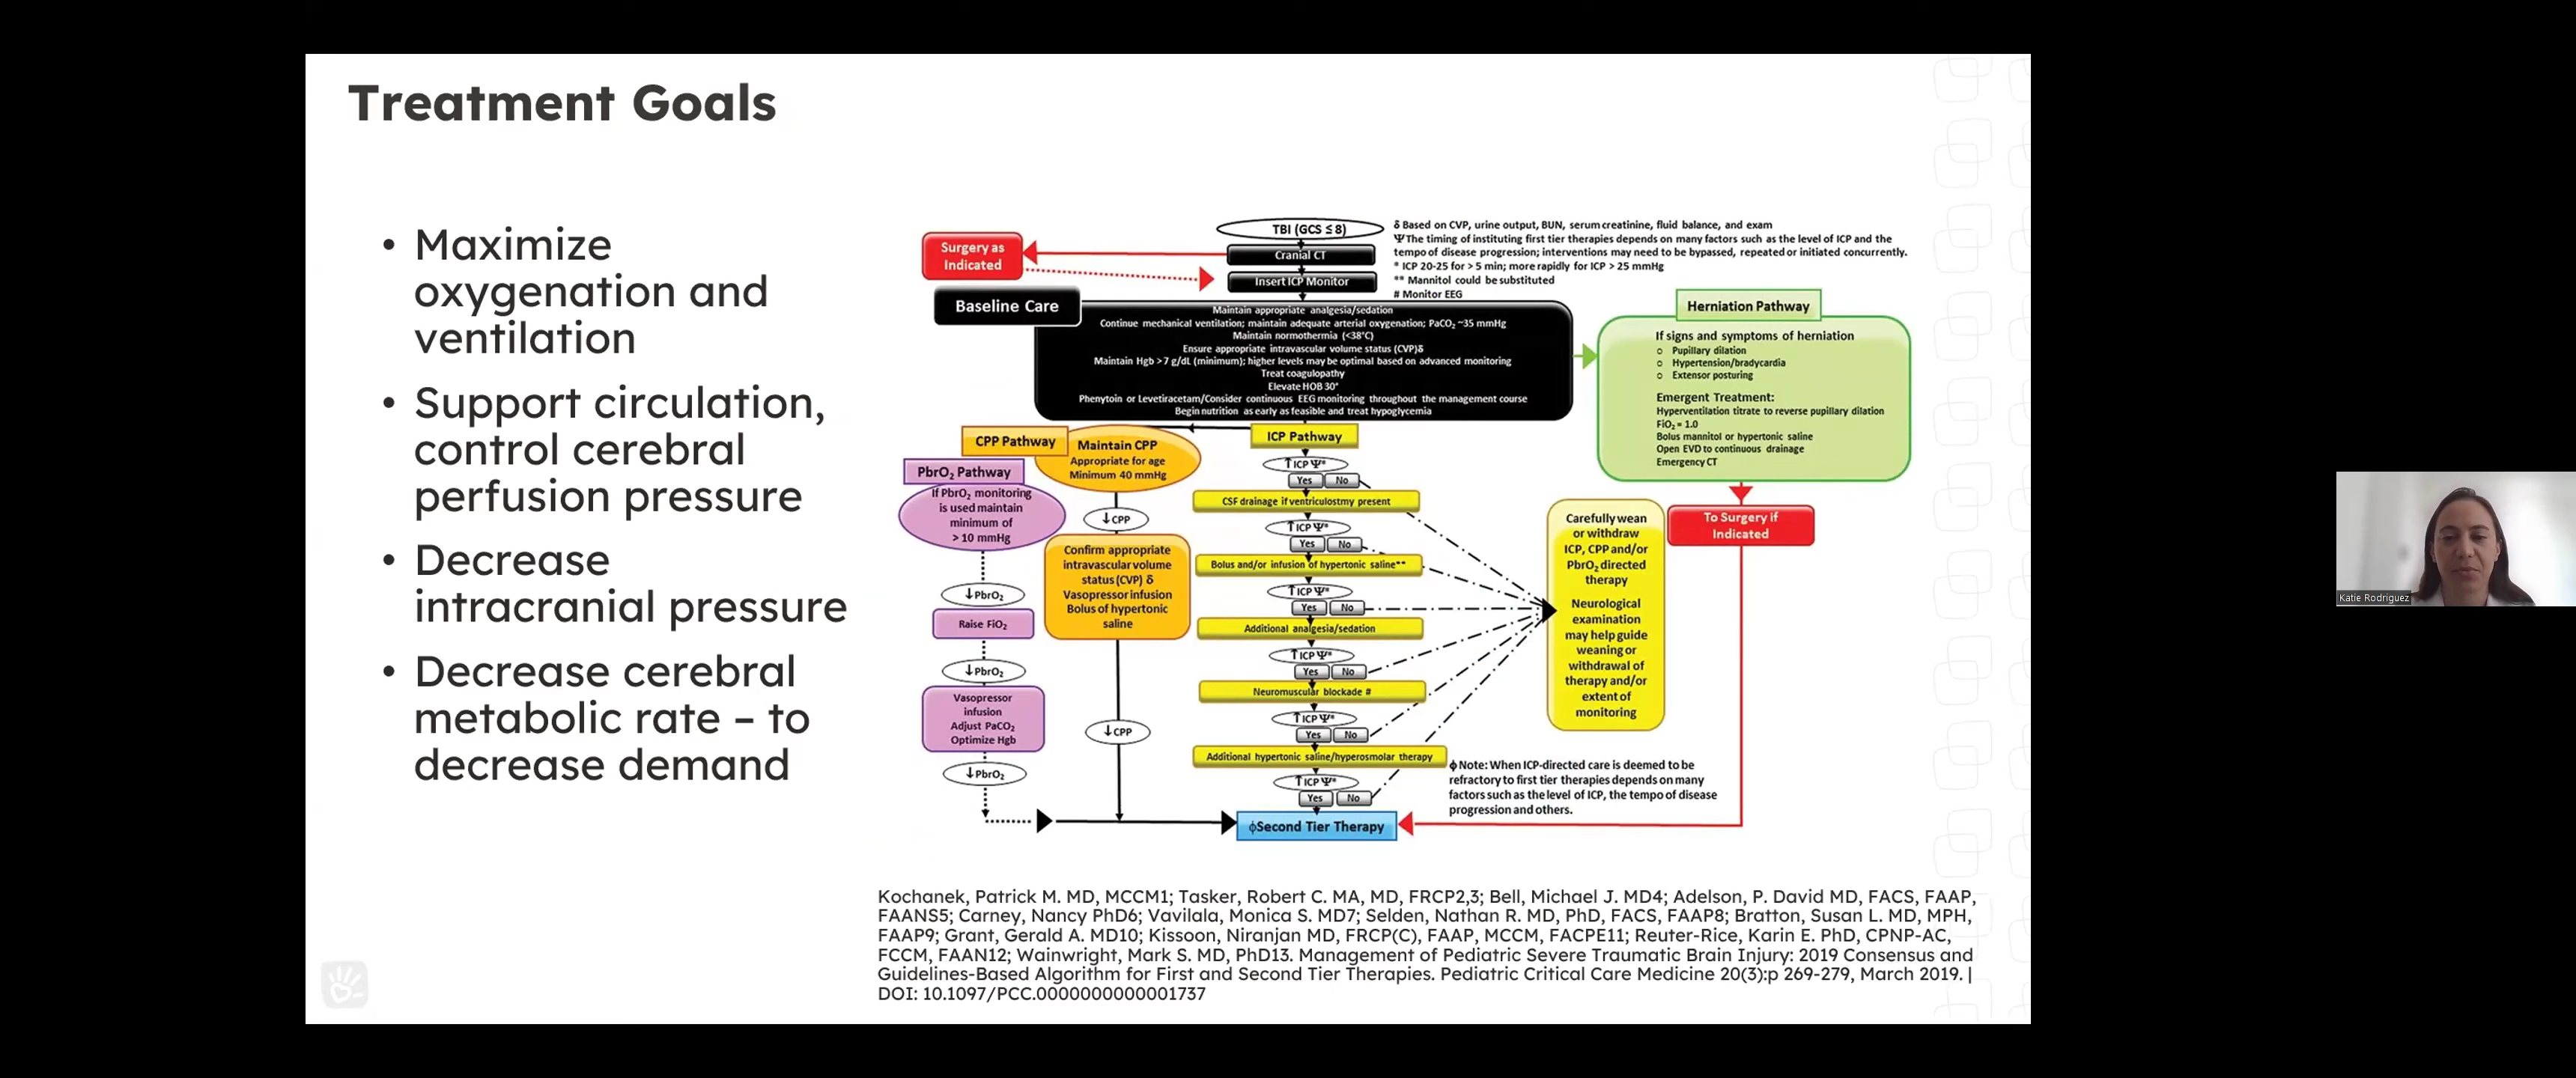 Treatment Goals
• Maximize
oxygenation and
ventilation
• Support circulation,
control cerebral
perfusion pressure
• Decrease
intracranial pressure
• Decrease cerebral
metabolic rate – to
decrease demand
TBI (GCS ≤ 8)
Cranial CT
Insert ICP Monitor
Surgery as
Indicated
δ Based on CVP, urine output, BUN, serum creatinine, fluid balance, and exam
Ψ The timing of instituting first tier therapies depends on many factors such as the level of ICP and the
tempo of disease progression; interventions may need to be bypassed, repeated or initiated concurrently.
* ICP 20-25 for > 5 min; more rapidly for ICP > 25 mmHg
** Mannitol could be substituted
# Monitor EEG
Baseline Care
Maintain appropriate analgesia/sedation
Continue mechanical ventilation; maintain adequate arterial oxygenation; PaCO₂ ~35 mmHg
Maintain normothermia (<38°C)
Ensure appropriate intravascular volume status (CVP)δ
Maintain Hgb >7 g/dL (minimum); higher levels may be optimal based on advanced monitoring
Treat coagulopathy
Elevate HOB 30°
Phenytoin or Levetiracetam/Consider continuous EEG monitoring throughout the management course
Begin nutrition as early as feasible and treat hypoglycemia
Herniation Pathway
If signs and symptoms of herniation
o Pupillary dilation
o Hypertension/bradycardia
o Extensor posturing
Emergent Treatment:
Hyperventilation titrate to reverse pupillary dilation
FiO₂ = 1.0
Bolus mannitol or hypertonic saline
Open EVD to continuous drainage
Emergency CT
To Surgery if
Indicated
PbrO₂ Pathway
If PbrO₂ monitoring
is used maintain
minimum of
> 10 mmHg
↓PbrO₂
Raise FiO₂
↓PbrO₂
Vasopressor
infusion
Adjust PaCO₂
Optimize Hgb
↓PbrO₂
CPP Pathway
Maintain CPP
Appropriate for age
Minimum 40 mmHg
↓CPP
Confirm appropriate
intravascular volume
status (CVP) δ
Vasopressor infusion
Bolus of hypertonic
saline
↓CPP
ICP Pathway
↑ICP Ψ*
Yes No
CSF drainage if ventriculostmy present
↑ICP Ψ*
Yes No
Bolus and/or infusion of hypertonic saline**
↑ICP Ψ*
Yes No
Additional analgesia/sedation
↑ICP Ψ*
Yes No
Neuromuscular blockade #
↑ICP Ψ*
Yes No
Additional hypertonic saline/hyperosmolar therapy
↑ICP Ψ*
Yes No
ϕSecond Tier Therapy
Carefully wean
or withdraw
ICP, CPP and/or
PbrO₂ directed
therapy
Neurological
examination
may help guide
weaning or
withdrawal of
therapy and/or
extent of
monitoring
ϕ Note: When ICP-directed care is deemed to be
refractory to first tier therapies depends on many
factors such as the level of ICP, the tempo of disease
progression and others.
Kochanek, Patrick M. MD, MCCM1; Tasker, Robert C. MA, MD, FRCP2,3; Bell, Michael J. MD4; Adelson, P. David MD, FACS, FAAP,
FAANS5; Carney, Nancy PhD6; Vavilala, Monica S. MD7; Selden, Nathan R. MD, PhD, FACS, FAAP8; Bratton, Susan L. MD, MPH,
FAAP9; Grant, Gerald A. MD10; Kissoon, Niranjan MD, FRCP(C), FAAP, MCCM, FACPE11; Reuter-Rice, Karin E. PhD, CPNP-AC,
FCCM, FAAN12; Wainwright, Mark S. MD, PhD13. Management of Pediatric Severe Traumatic Brain Injury: 2019 Consensus and
Guidelines-Based Algorithm for First and Second Tier Therapies. Pediatric Critical Care Medicine 20(3):p 269-279, March 2019. |
DOI: 10.1097/PCC.0000000000001737
Katie Rodriguez